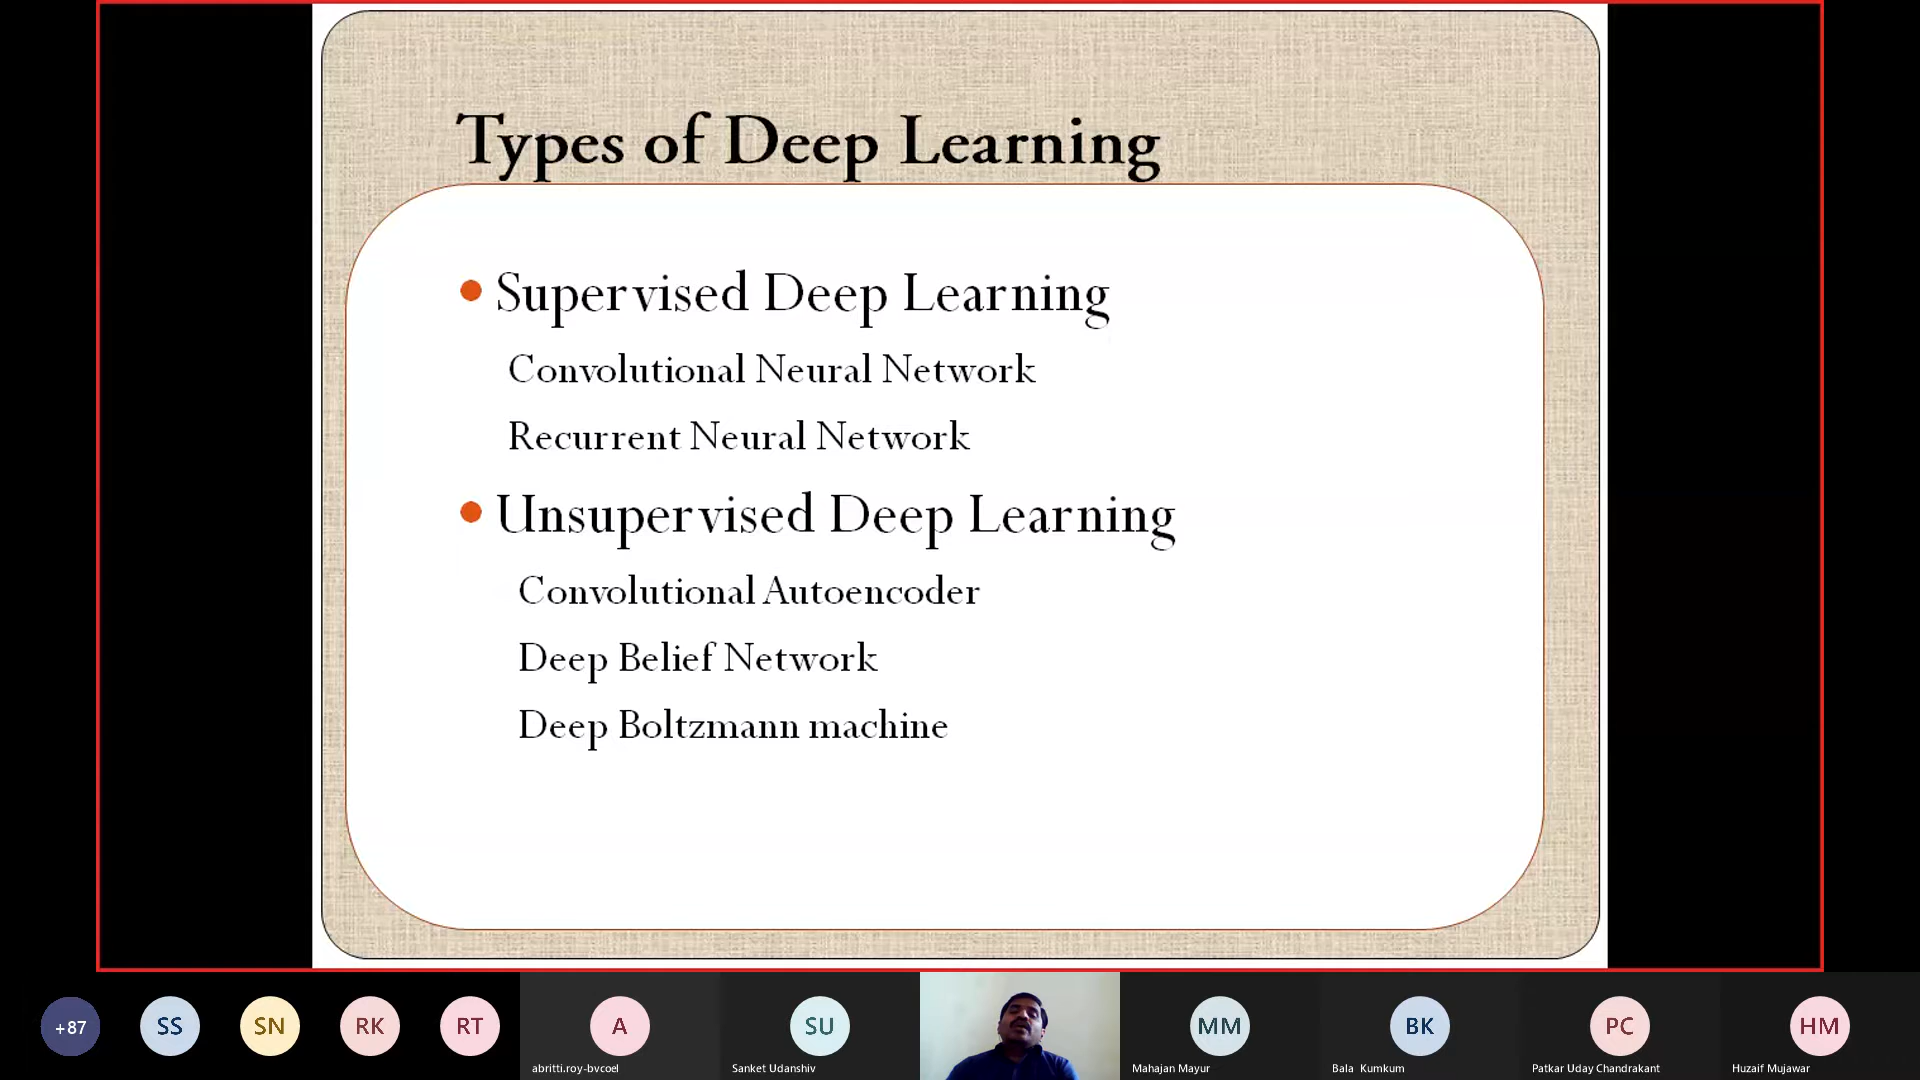 Types of Deep Learning
Supervised Deep Learning
Convolutional Neural Network
Recurrent Neural Network
Unsupervised Deep Learning
Convolutional Autoencoder
Deep Belief Network
Deep Boltzmann machine
+87
SS
SN
RK
RT
A
SU
MM
BK
PC
HM
abritti.roy-bvcoel
Sanket Udanshiv
Mahajan Mayur
Bala Kumkum
Patkar Uday Chandrakant
Huzaif Mujawar